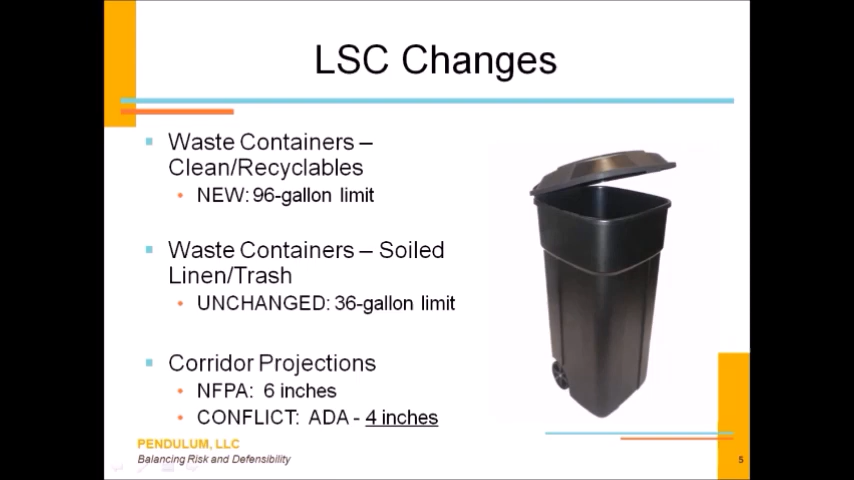 LSC Changes
Waste Containers –
Clean/Recyclables
NEW: 96-gallon limit
Waste Containers – Soiled
Linen/Trash
UNCHANGED: 36-gallon limit
Corridor Projections
NFPA: 6 inches
CONFLICT: ADA - 4 inches
PENDULUM, LLC
Balancing Risk and Defensibility
5